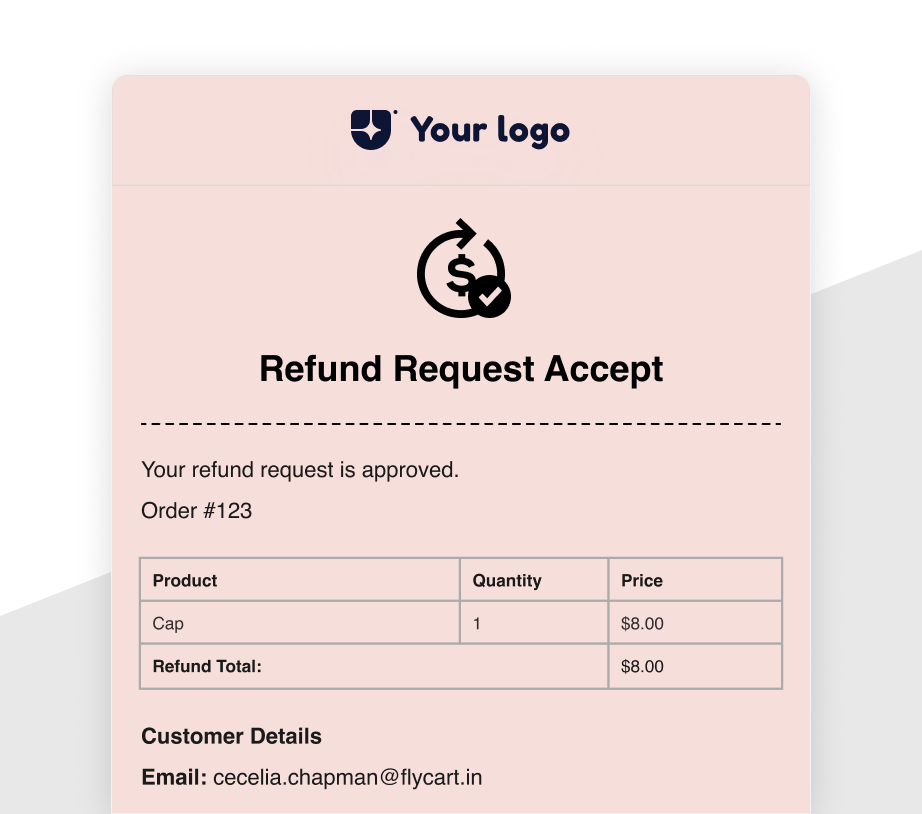 Your logo
$
Refund Request Accept
Your refund request is approved.
Order #123
Product Quantity Price
Cap 1 $8.00
Refund Total: $8.00
Customer Details
Email: cecelia.chapman@flycart.in